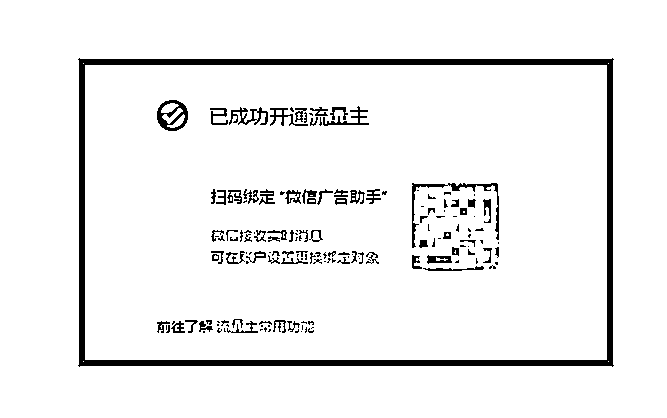 已成功开通流量主
扫码绑定“微信广告助手”
微信接收实时消息
可在账户设置更换绑定对象
前往了解 流量主常用功能